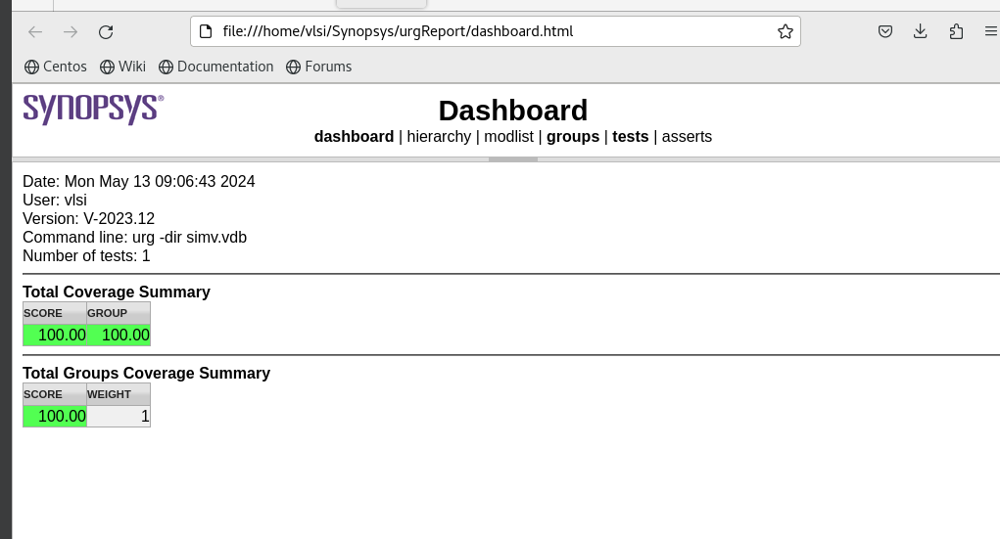 file:///home/vlsi/Synopsys/urgReport/dashboard.html
Centos Wiki Documentation Forums
SYNOPSYS®
Dashboard
dashboard | hierarchy | modlist | groups | tests | asserts
Date: Mon May 13 09:06:43 2024
User: vlsi
Version: V-2023.12
Command line: urg -dir simv.vdb
Number of tests: 1
Total Coverage Summary
SCORE GROUP
100.00 100.00
Total Groups Coverage Summary
SCORE WEIGHT
100.00 1